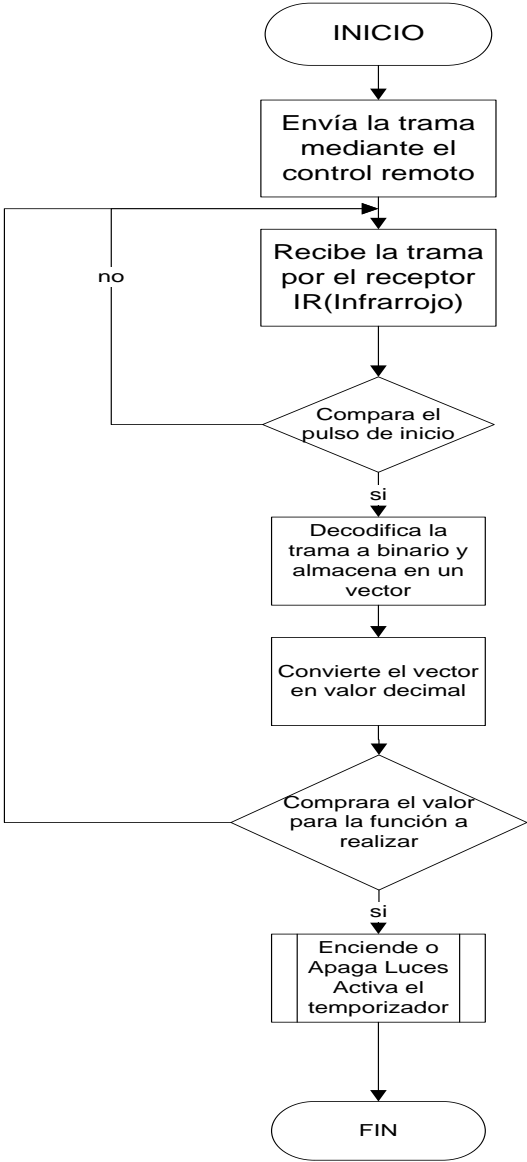 INICIO
Envía la trama
mediante el
control remoto
Recibe la trama
por el receptor
IR(Infrarrojo)
no
Compara el
pulso de inicio
si
Decodifica la
trama a binario y
almacena en un
vector
Convierte el vector
en valor decimal
Comprara el valor
para la función a
realizar
si
Enciende o
Apaga Luces
Activa el
temporizador
FIN